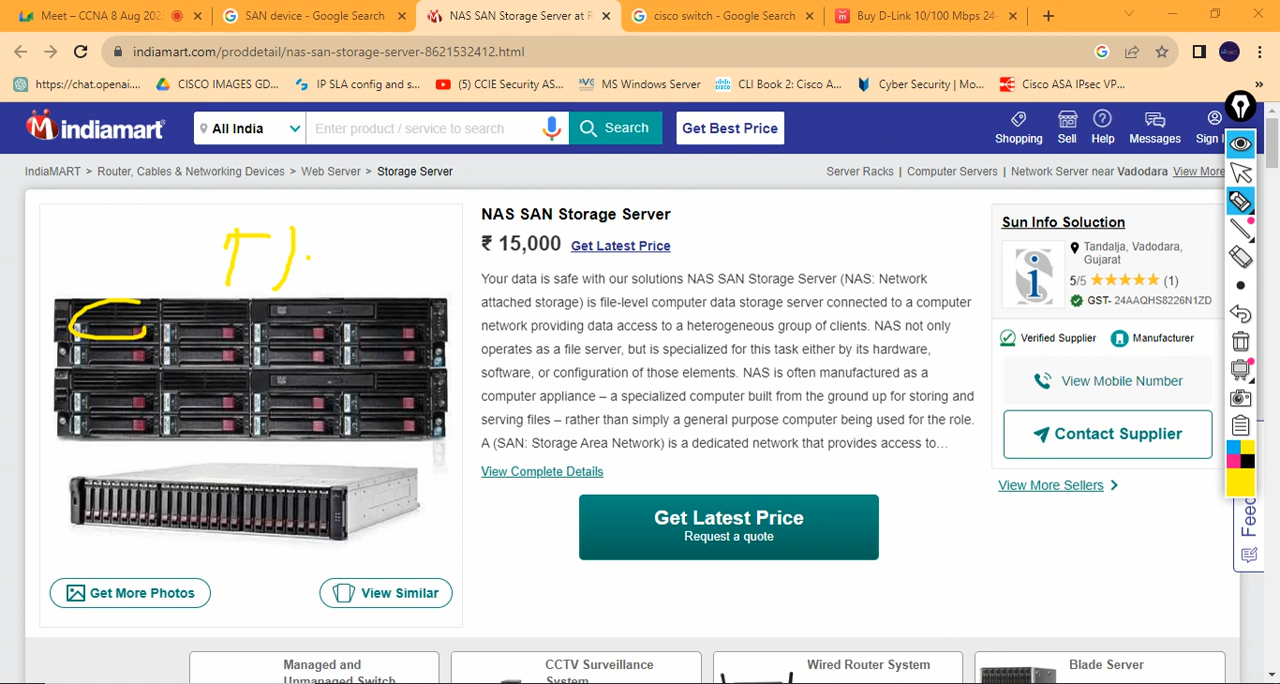 Meet – CCNA 8 Aug 202
SAN device - Google Search
NAS SAN Storage Server at R
cisco switch - Google Search
Buy D-Link 10/100 Mbps 24-
indiamart.com/proddetail/nas-san-storage-server-8621532412.html
https://chat.openai....
CISCO IMAGES GD...
IP SLA config and s...
(5) CCIE Security AS...
MS Windows Server
CLI Book 2: Cisco A...
Cyber Security | Mo...
Cisco ASA IPsec VP...
indiamart
All India
Enter product / service to search
Search
Get Best Price
Shopping
Sell
Help
Messages
Sign
IndiaMART > Router, Cables & Networking Devices > Web Server > Storage Server
Server Racks | Computer Servers | Network Server near Vadodara View More
NAS SAN Storage Server
₹ 15,000 Get Latest Price
Your data is safe with our solutions NAS SAN Storage Server (NAS: Network
attached storage) is file-level computer data storage server connected to a computer
network providing data access to a heterogeneous group of clients. NAS not only
operates as a file server, but is specialized for this task either by its hardware,
software, or configuration of those elements. NAS is often manufactured as a
computer appliance – a specialized computer built from the ground up for storing and
serving files – rather than simply a general purpose computer being used for the role.
A (SAN: Storage Area Network) is a dedicated network that provides access to…
View Complete Details
Get Latest Price
Request a quote
Get More Photos
View Similar
Sun Info Soluction
Tandalja, Vadodara,
Gujarat
5/5 (1)
GST- 24AAQHS8226N1ZD
Verified Supplier
Manufacturer
View Mobile Number
Contact Supplier
View More Sellers
Feed
Managed and
Unmanaged Switch
CCTV Surveillance
System
Wired Router System
Blade Server